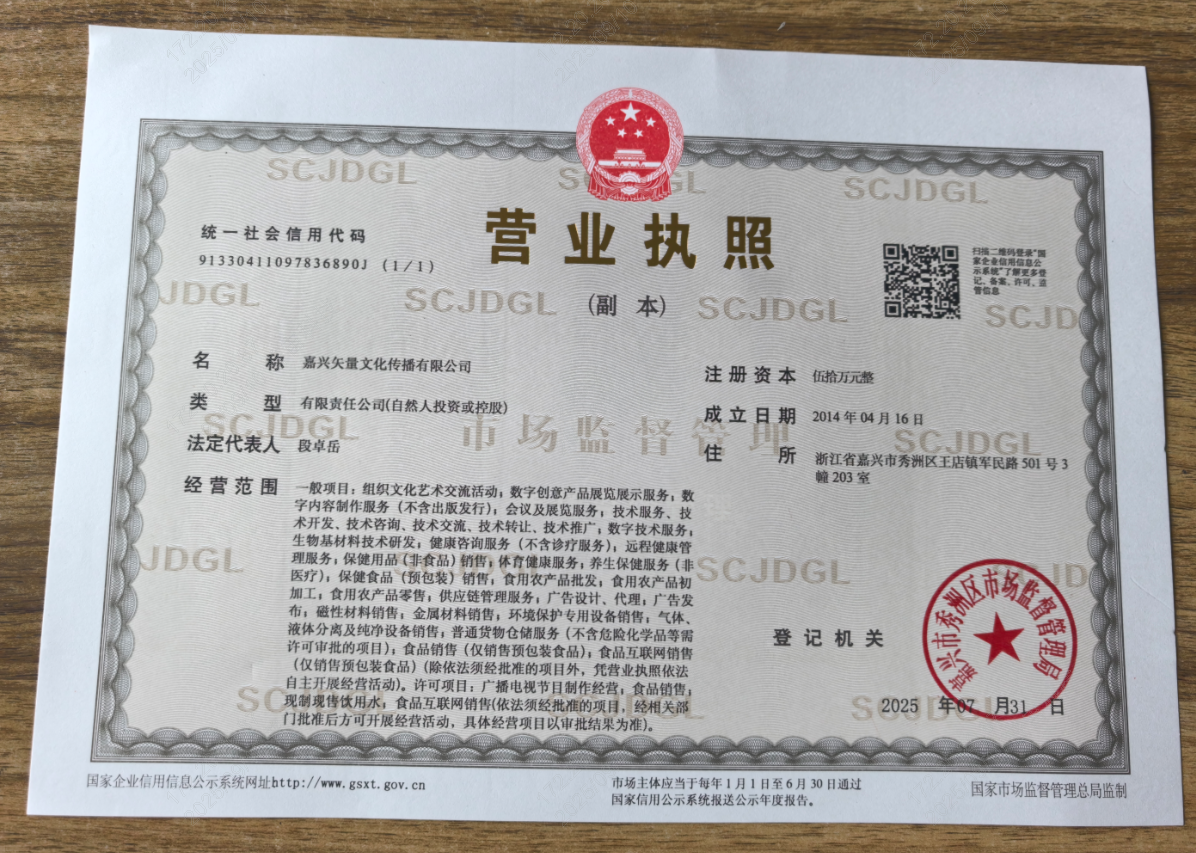 营业执照
(副 本)
统一社会信用代码
91330411097836890J (1/1)
扫描二维码登录“国
家企业信用信息公
示系统”了解更多登
记、备案、许可、监
管信息
名 称 嘉兴矢量文化传播有限公司
类 型 有限责任公司(自然人投资或控股)
法定代表人 段卓岳
经营范围 一般项目：组织文化艺术交流活动；数字创意产品展览展示服务；数
字内容制作服务（不含出版发行）；会议及展览服务；技术服务、技
术开发、技术咨询、技术交流、技术转让、技术推广；数字技术服务；
生物基材料技术研发；健康咨询服务（不含诊疗服务）；远程健康管
理服务；保健用品（非食品）销售；体育健康服务；养生保健服务（非
医疗）；保健食品（预包装）销售；食用农产品批发；食用农产品初
加工；食用农产品零售；供应链管理服务；广告设计、代理；广告发
布；磁性材料销售；金属材料销售；环境保护专用设备销售；气体、
液体分离及纯净设备销售；普通货物仓储服务（不含危险化学品等需
许可审批的项目）；食品销售（仅销售预包装食品）；食品互联网销售
（仅销售预包装食品）（除依法须经批准的项目外，凭营业执照依法
自主开展经营活动）。许可项目：广播电视节目制作经营；食品销售；
现制现售饮用水；食品互联网销售(依法须经批准的项目，经相关部
门批准后方可开展经营活动，具体经营项目以审批结果为准)。
注册资本 伍拾万元整
成立日期 2014年04月16日
住 所 浙江省嘉兴市秀洲区王店镇军民路501号3
幢203室
登记机关
嘉兴市秀洲区市场监督管理局
2025 年07 月31 日
SCJDGL
市场监督管理
国家企业信用信息公示系统网址http://www.gsxt.gov.cn
市场主体应当于每年1月1日至6月30日通过
国家信用公示系统报送公示年度报告。
国家市场监督管理总局监制